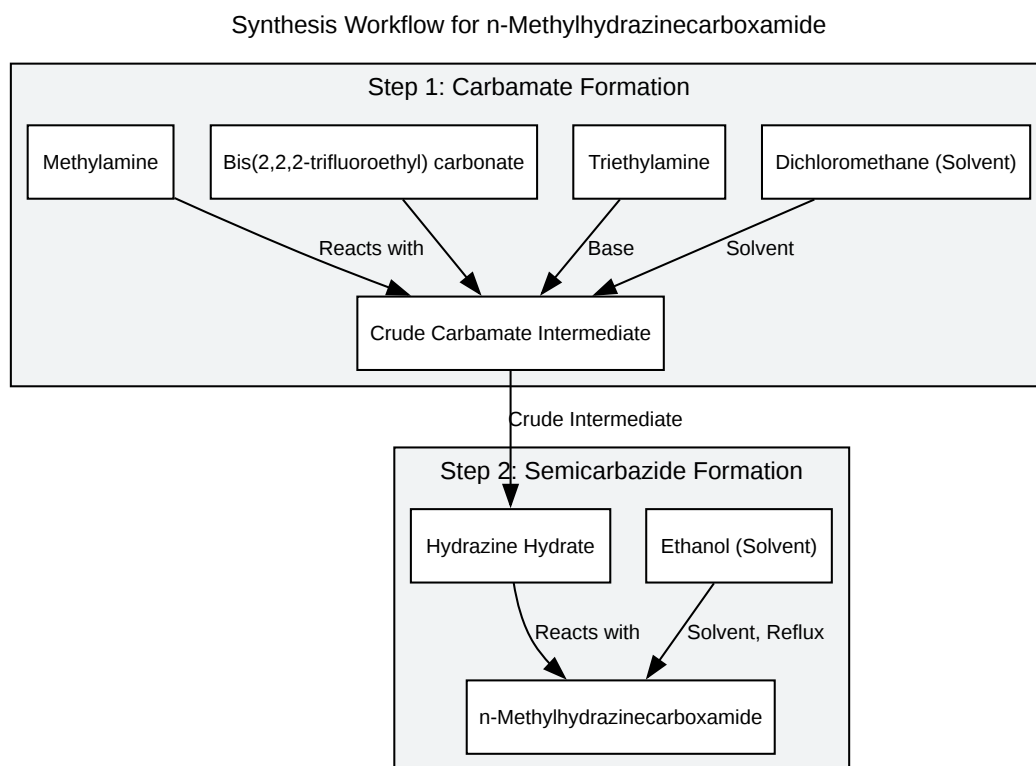 Synthesis Workflow for n-Methylhydrazinecarboxamide
Step 1: Carbamate Formation
Methylamine
Bis(2,2,2-trifluoroethyl) carbonate
Triethylamine
Dichloromethane (Solvent)
Reacts with
Base
Solvent
Crude Carbamate Intermediate
Crude Intermediate
Step 2: Semicarbazide Formation
Hydrazine Hydrate
Ethanol (Solvent)
Reacts with
Solvent, Reflux
n-Methylhydrazinecarboxamide